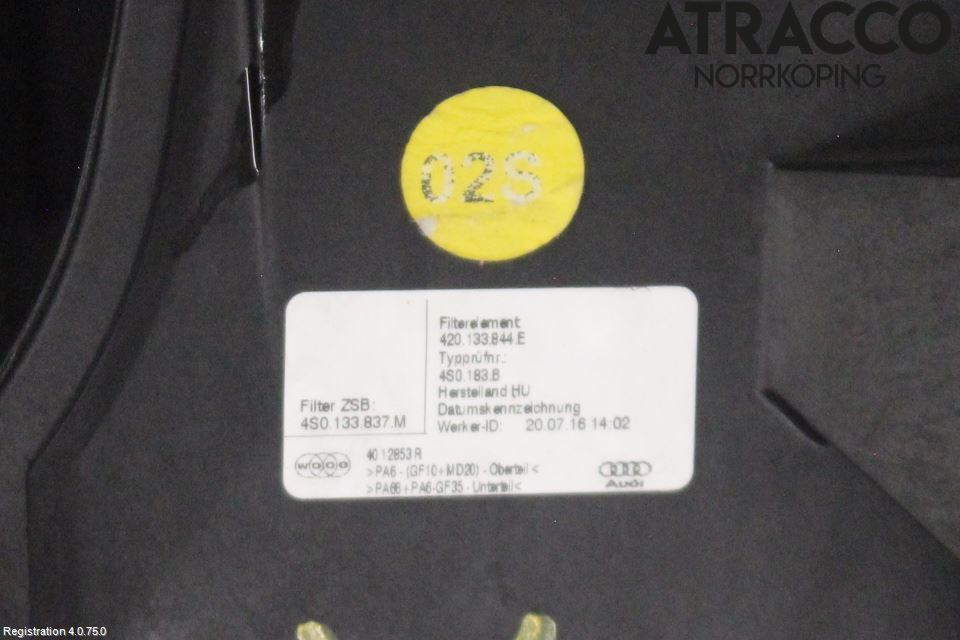 ATRACCO
NORRKÖPING
02S
Filter ZSB:
4S0.133.837.M
Filterelement
420.133.844.E
Typprüfnr.:
4S0.183.B
Herstelland HU
Datumskennzeichnung
Werker-ID: 20.07.16 14:02
40 12853 R
>PA6 - (GF10+MD20) - Oberteil <
>PA66+PA6-GF35 - Unterteil<
Audi
Registration 4.0.75.0